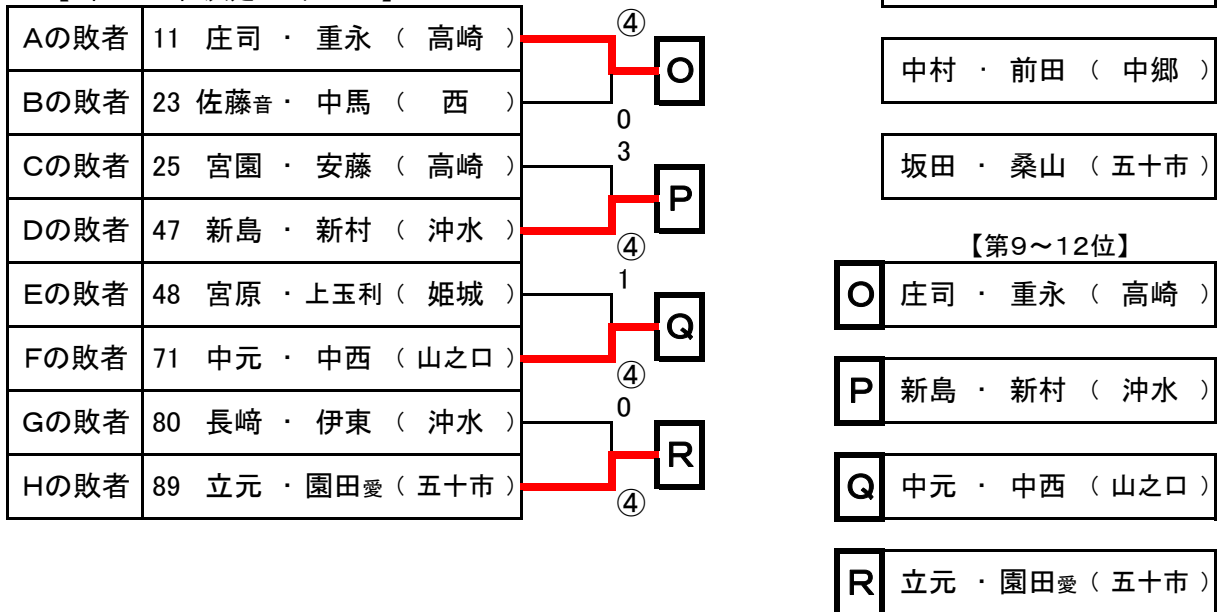 ④
Aの敗者 11 庄司 ・ 重永 （ 高崎 ）
O
Bの敗者 23 佐藤音・ 中馬 （ 西 ）
0
3
Cの敗者 25 宮園 ・ 安藤 （ 高崎 ）
P
Dの敗者 47 新島 ・ 新村 （ 沖水 ）
④
1
Eの敗者 48 宮原 ・上玉利（ 姫城 ）
Q
Fの敗者 71 中元 ・ 中西 （ 山之口 ）
④
0
Gの敗者 80 長﨑 ・ 伊東 （ 沖水 ）
R
Hの敗者 89 立元 ・園田愛（ 五十市 ）
④
中村 ・ 前田 （ 中郷 ）
坂田 ・ 桑山 （ 五十市 ）
【第9～12位】
O 庄司 ・ 重永 （ 高崎 ）
P 新島 ・ 新村 （ 沖水 ）
Q 中元 ・ 中西 （ 山之口 ）
R 立元 ・園田愛（ 五十市 ）